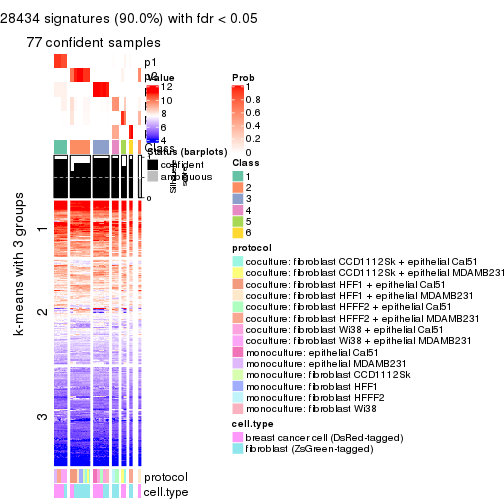 28434 signatures (90.0%) with fdr < 0.05
77 confident samples
p1
Value
12
10
8
6
4
Prob
1
0.8
0.6
0.4
0.2
0
Status (barplots)
confident
ambiguous
0
Class
1
2
3
4
5
6
k-means with 3 groups
1
2
3
protocol
coculture: fibroblast CCD1112Sk + epithelial Cal51
coculture: fibroblast CCD1112Sk + epithelial MDAMB231
coculture: fibroblast HFF1 + epithelial Cal51
coculture: fibroblast HFF1 + epithelial MDAMB231
coculture: fibroblast HFFF2 + epithelial Cal51
coculture: fibroblast HFFF2 + epithelial MDAMB231
coculture: fibroblast Wi38 + epithelial Cal51
coculture: fibroblast Wi38 + epithelial MDAMB231
monoculture: epithelial Cal51
monoculture: epithelial MDAMB231
monoculture: fibroblast CCD1112Sk
monoculture: fibroblast HFF1
monoculture: fibroblast HFFF2
monoculture: fibroblast Wi38
cell.type
breast cancer cell (DsRed-tagged)
fibroblast (ZsGreen-tagged)
protocol
cell.type